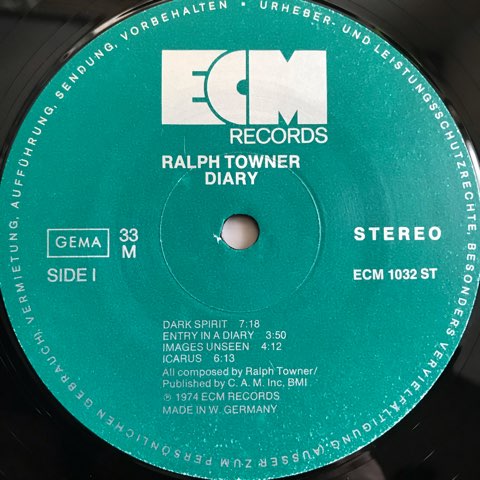 URHEBER- UND LEISTUNGSSCHUTZRECHTE, BESONDERS VERVIELFÄLTIGUNG (AUSSER ZUM PERSÖNLICHEN GEBRAUCH), VERMIETUNG, AUFFÜHRUNG, SENDUNG, VORBEHALTEN •
ECM
RECORDS
RALPH TOWNER
DIARY
GEMA
33
M
STEREO
SIDE I
ECM 1032 ST
DARK SPIRIT 7:18
ENTRY IN A DIARY 3:50
IMAGES UNSEEN 4:12
ICARUS 6:13
All composed by Ralph Towner/
Published by C. A. M. Inc, BMI
℗ 1974 ECM RECORDS
MADE IN W. GERMANY